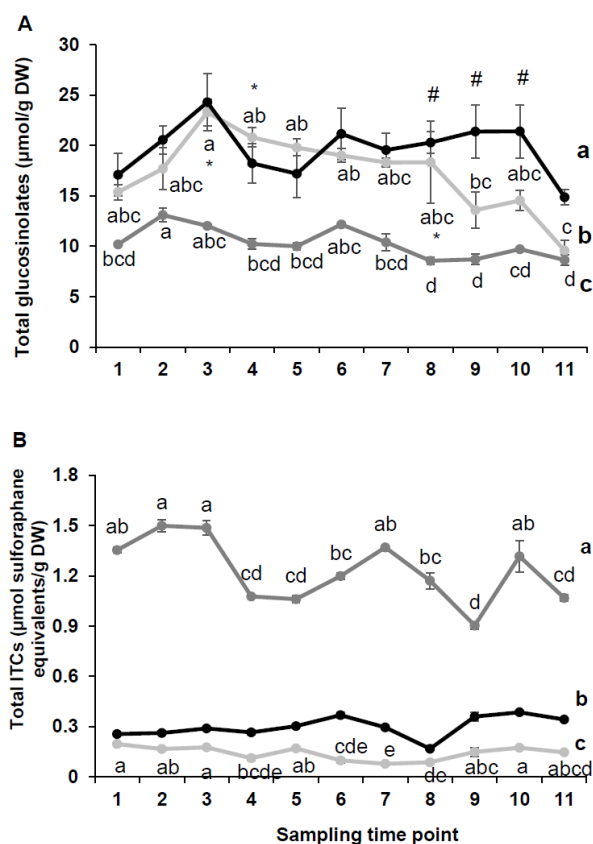 A
Total glucosinolates (µmol/g DW)
30
25
20
15
10
5
0
* # # #
ab ab a
a
* abc ab abc bc abc
abc abc c b
bcd a abc bcd bcd abc bcd * d d cd d c
1 2 3 4 5 6 7 8 9 10 11
B
Total ITCs (µmol sulforaphane
equivalents/g DW)
1.8
1.5
1.2
0.9
0.6
0.3
0
ab a a cd cd bc ab bc d ab cd a
b
c
a ab a bcde ab cde e de abc a abcd
1 2 3 4 5 6 7 8 9 10 11
Sampling time point